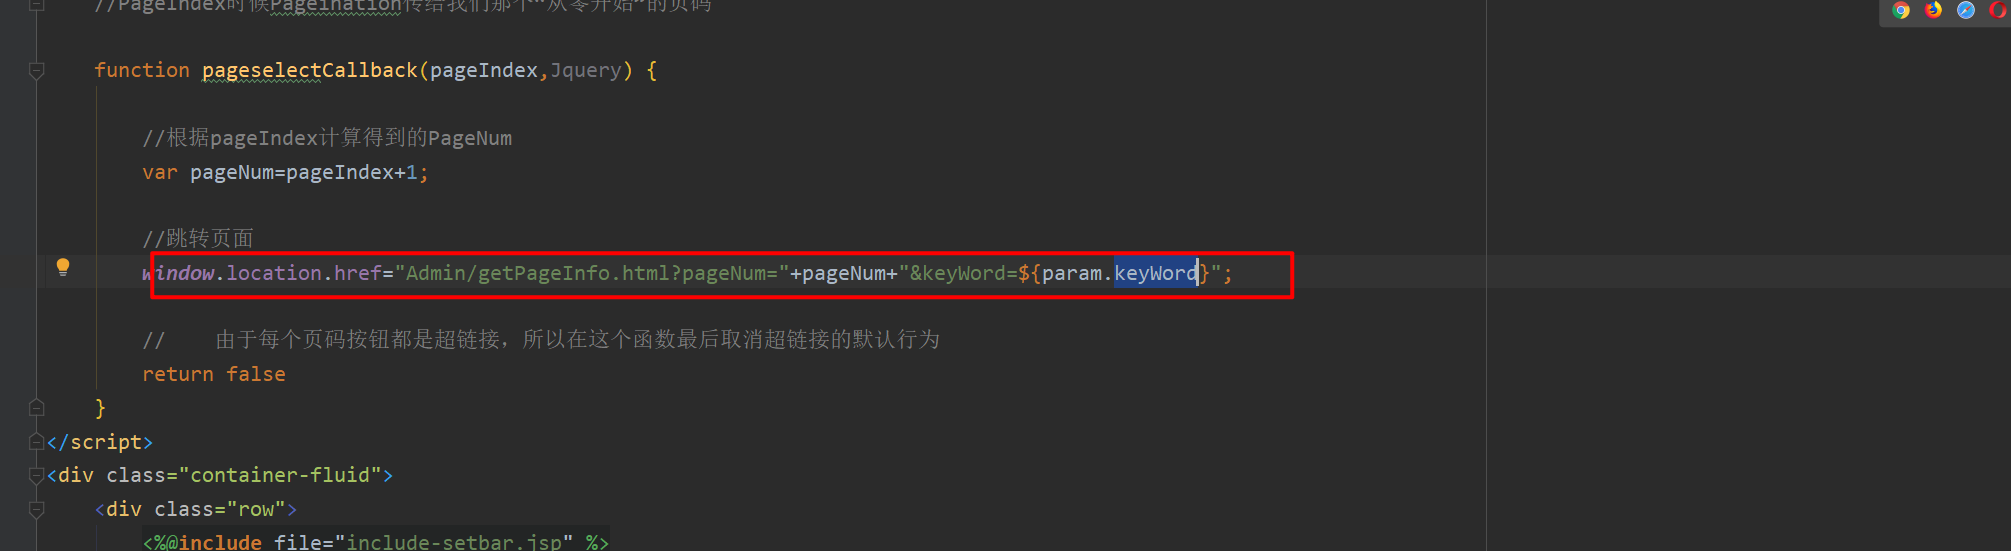 //PageIndex时候Pageination传给我们那个“从零开始”的页码
function pageselectCallback(pageIndex,Jquery) {
//根据pageIndex计算得到的PageNum
var pageNum=pageIndex+1;
//跳转页面
window.location.href="Admin/getPageInfo.html?pageNum="+pageNum+"&keyWord=${param.keyWord}";
// 由于每个页码按钮都是超链接，所以在这个函数最后取消超链接的默认行为
return false
}
</script>
<div class="container-fluid">
<div class="row">
<%@include file="include-setbar.jsp" %>